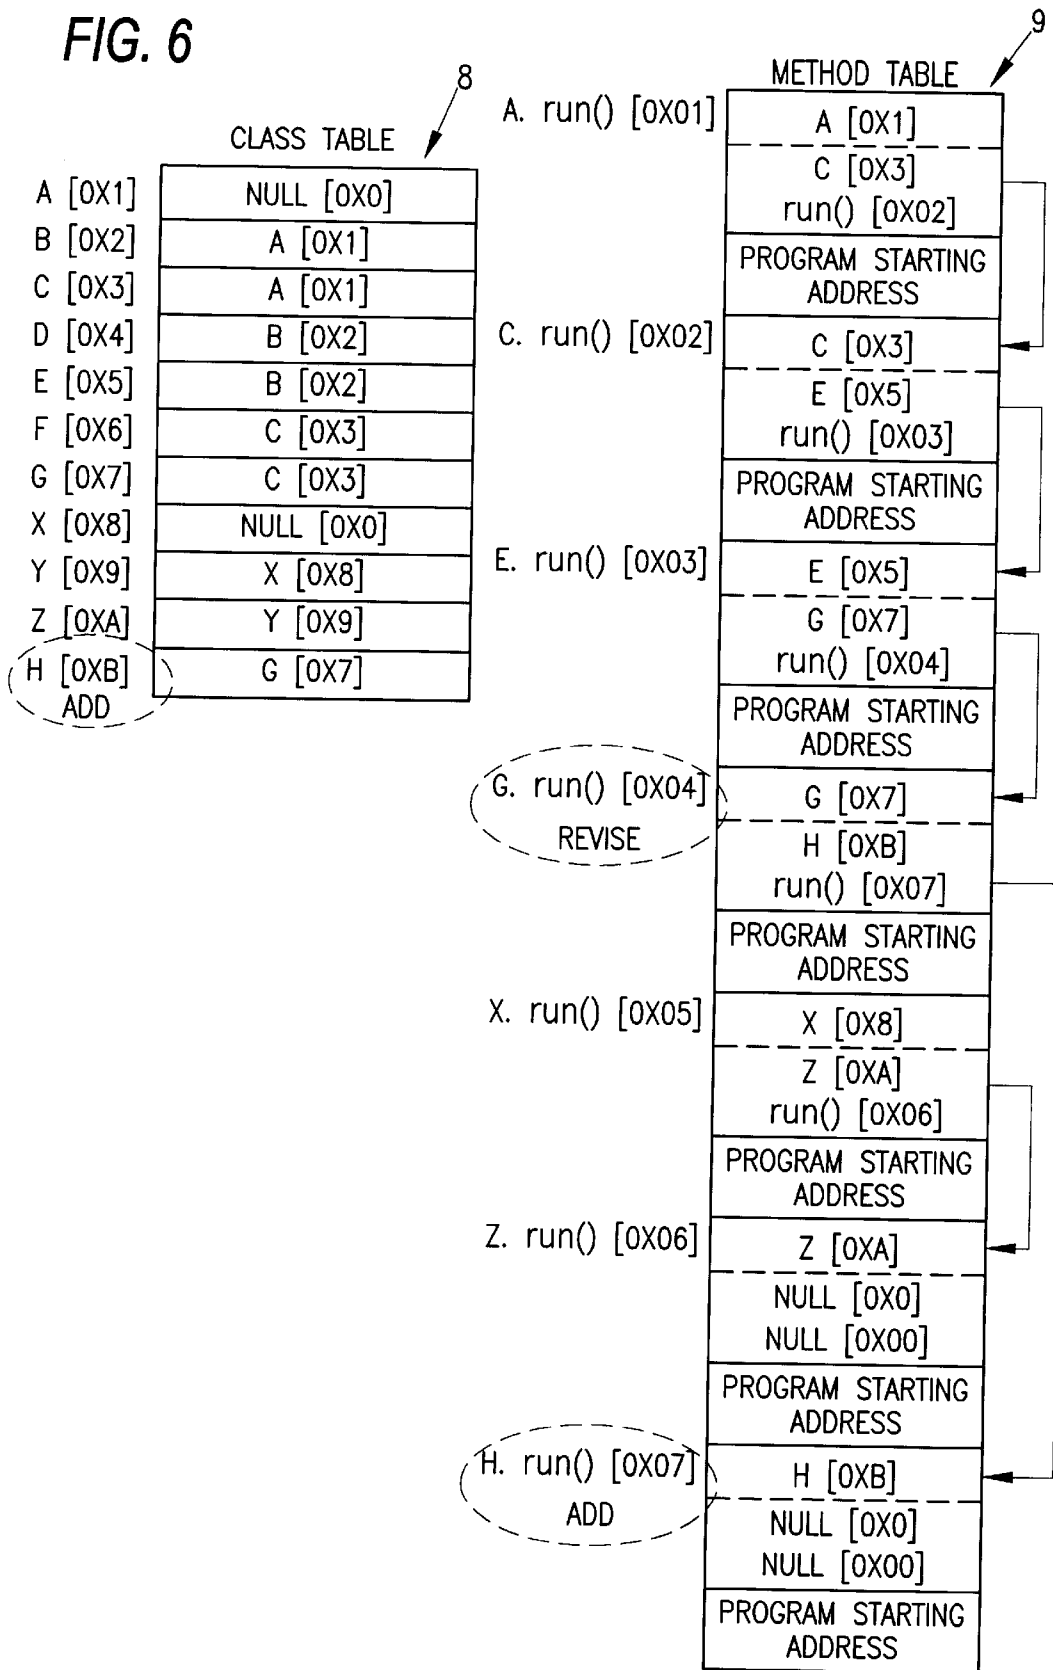 FIG. 6
8
CLASS TABLE
A [0X1] NULL [0X0]
B [0X2] A [0X1]
C [0X3] A [0X1]
D [0X4] B [0X2]
E [0X5] B [0X2]
F [0X6] C [0X3]
G [0X7] C [0X3]
X [0X8] NULL [0X0]
Y [0X9] X [0X8]
Z [0XA] Y [0X9]
H [0XB] G [0X7]
ADD
9
METHOD TABLE
A. run() [0X01] A [0X1]
C [0X3]
run() [0X02]
PROGRAM STARTING
ADDRESS
C. run() [0X02] C [0X3]
E [0X5]
run() [0X03]
PROGRAM STARTING
ADDRESS
E. run() [0X03] E [0X5]
G [0X7]
run() [0X04]
PROGRAM STARTING
ADDRESS
G. run() [0X04] G [0X7]
REVISE
H [0XB]
run() [0X07]
PROGRAM STARTING
ADDRESS
X. run() [0X05] X [0X8]
Z [0XA]
run() [0X06]
PROGRAM STARTING
ADDRESS
Z. run() [0X06] Z [0XA]
NULL [0X0]
NULL [0X00]
PROGRAM STARTING
ADDRESS
H. run() [0X07] H [0XB]
ADD
NULL [0X0]
NULL [0X00]
PROGRAM STARTING
ADDRESS